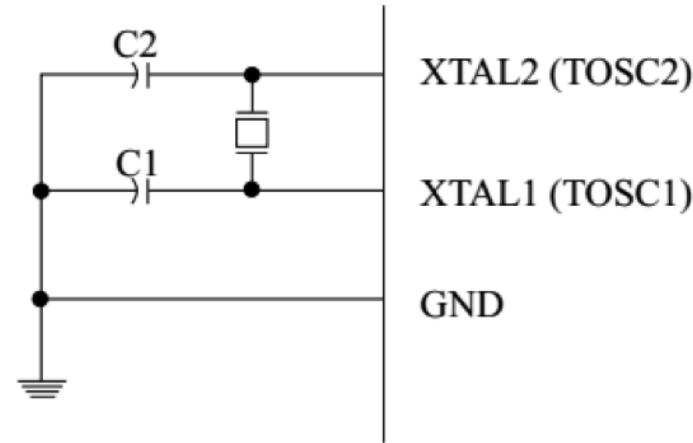 C2
XTAL2 (TOSC2)
C1
XTAL1 (TOSC1)
GND